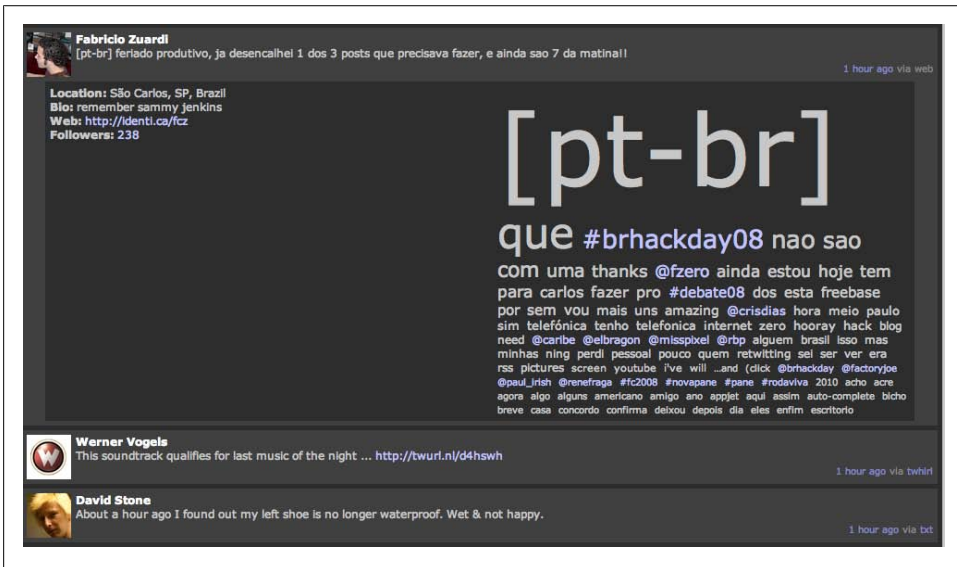 Fabricio Zuardi
[pt-br] feriado produtivo, ja desencalhei 1 dos 3 posts que precisava fazer, e ainda sao 7 da matina!!
1 hour ago via web
Location: São Carlos, SP, Brazil
Bio: remember sammy jenkins
Web: http://identi.ca/fcz
Followers: 238
[pt-br]
que #brhackday08 nao sao
com uma thanks @fzero ainda estou hoje tem
para carlos fazer pro #debate08 dos esta freebase
por sem vou mais uns amazing @crisdias hora meio paulo
sim telefónica tenho telefonica internet zero hooray hack blog
need @caribe @elbragon @misspixel @rbp alguem brasil isso mas
minhas ning perdi pessoal pouco quem retwitting sei ser ver era
rss pictures screen youtube i've will ...and (click @brhackday @factoryjoe
@paul_irish @renefraga #fc2008 #novapane #pane #rodaviva 2010 acho acre
agora algo alguns americano amigo ano appjet aqui assim auto-complete bicho
breve casa concordo confirma deixou depois dia eles enfim escritorio
Werner Vogels
This soundtrack qualifies for last music of the night ... http://twurl.nl/d4hswh
1 hour ago via twhirl
David Stone
About a hour ago I found out my left shoe is no longer waterproof. Wet & not happy.
1 hour ago via txt